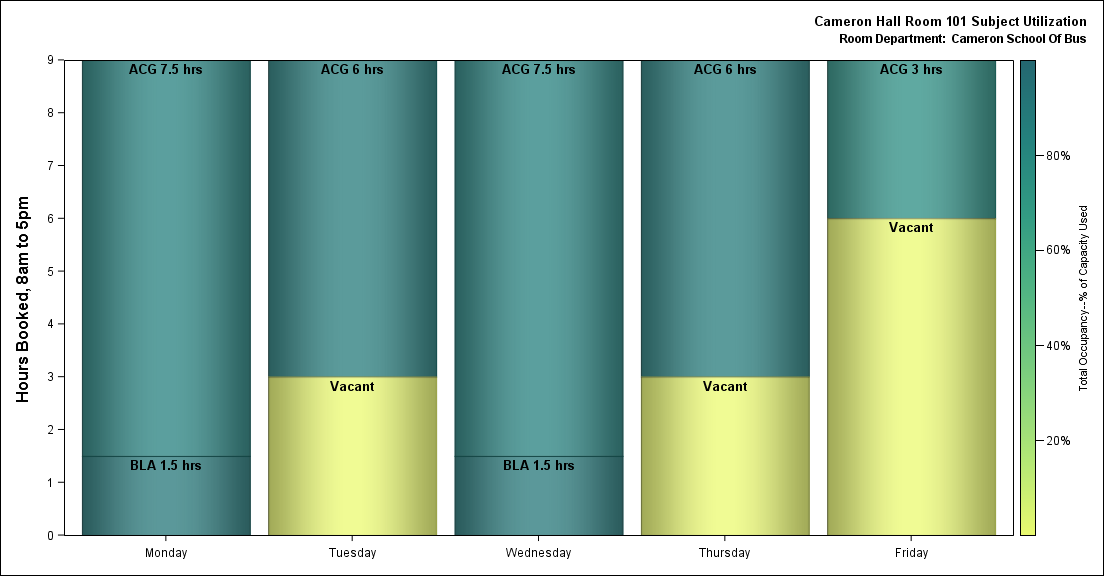 Cameron Hall Room 101 Subject Utilization
Room Department: Cameron School Of Bus
Hours Booked, 8am to 5pm
9
8
7
6
5
4
3
2
1
0
ACG 7.5 hrs
BLA 1.5 hrs
ACG 6 hrs
Vacant
ACG 7.5 hrs
BLA 1.5 hrs
ACG 6 hrs
Vacant
ACG 3 hrs
Vacant
Monday
Tuesday
Wednesday
Thursday
Friday
80%
60%
40%
20%
Total Occupancy--% of Capacity Used